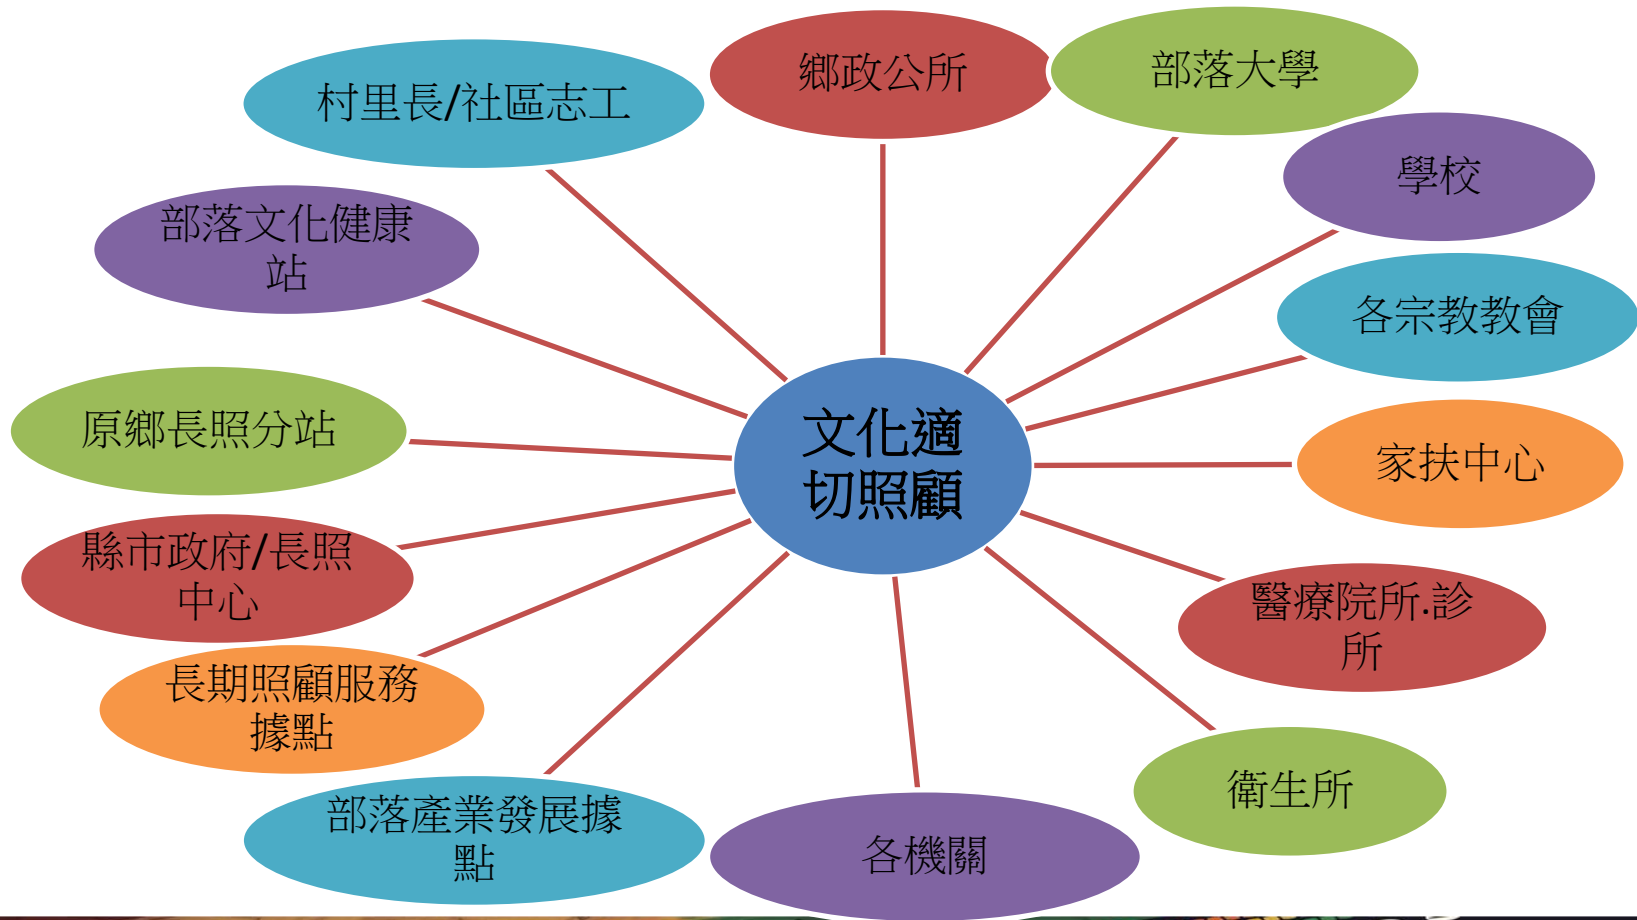 鄉政公所
部落大學
學校
各宗教教會
家扶中心
醫療院所.診
所
衛生所
各機關
部落產業發展據
點
長期照顧服務
據點
縣市政府/長照
中心
原鄉長照分站
部落文化健康
站
村里長/社區志工
文化適
切照顧